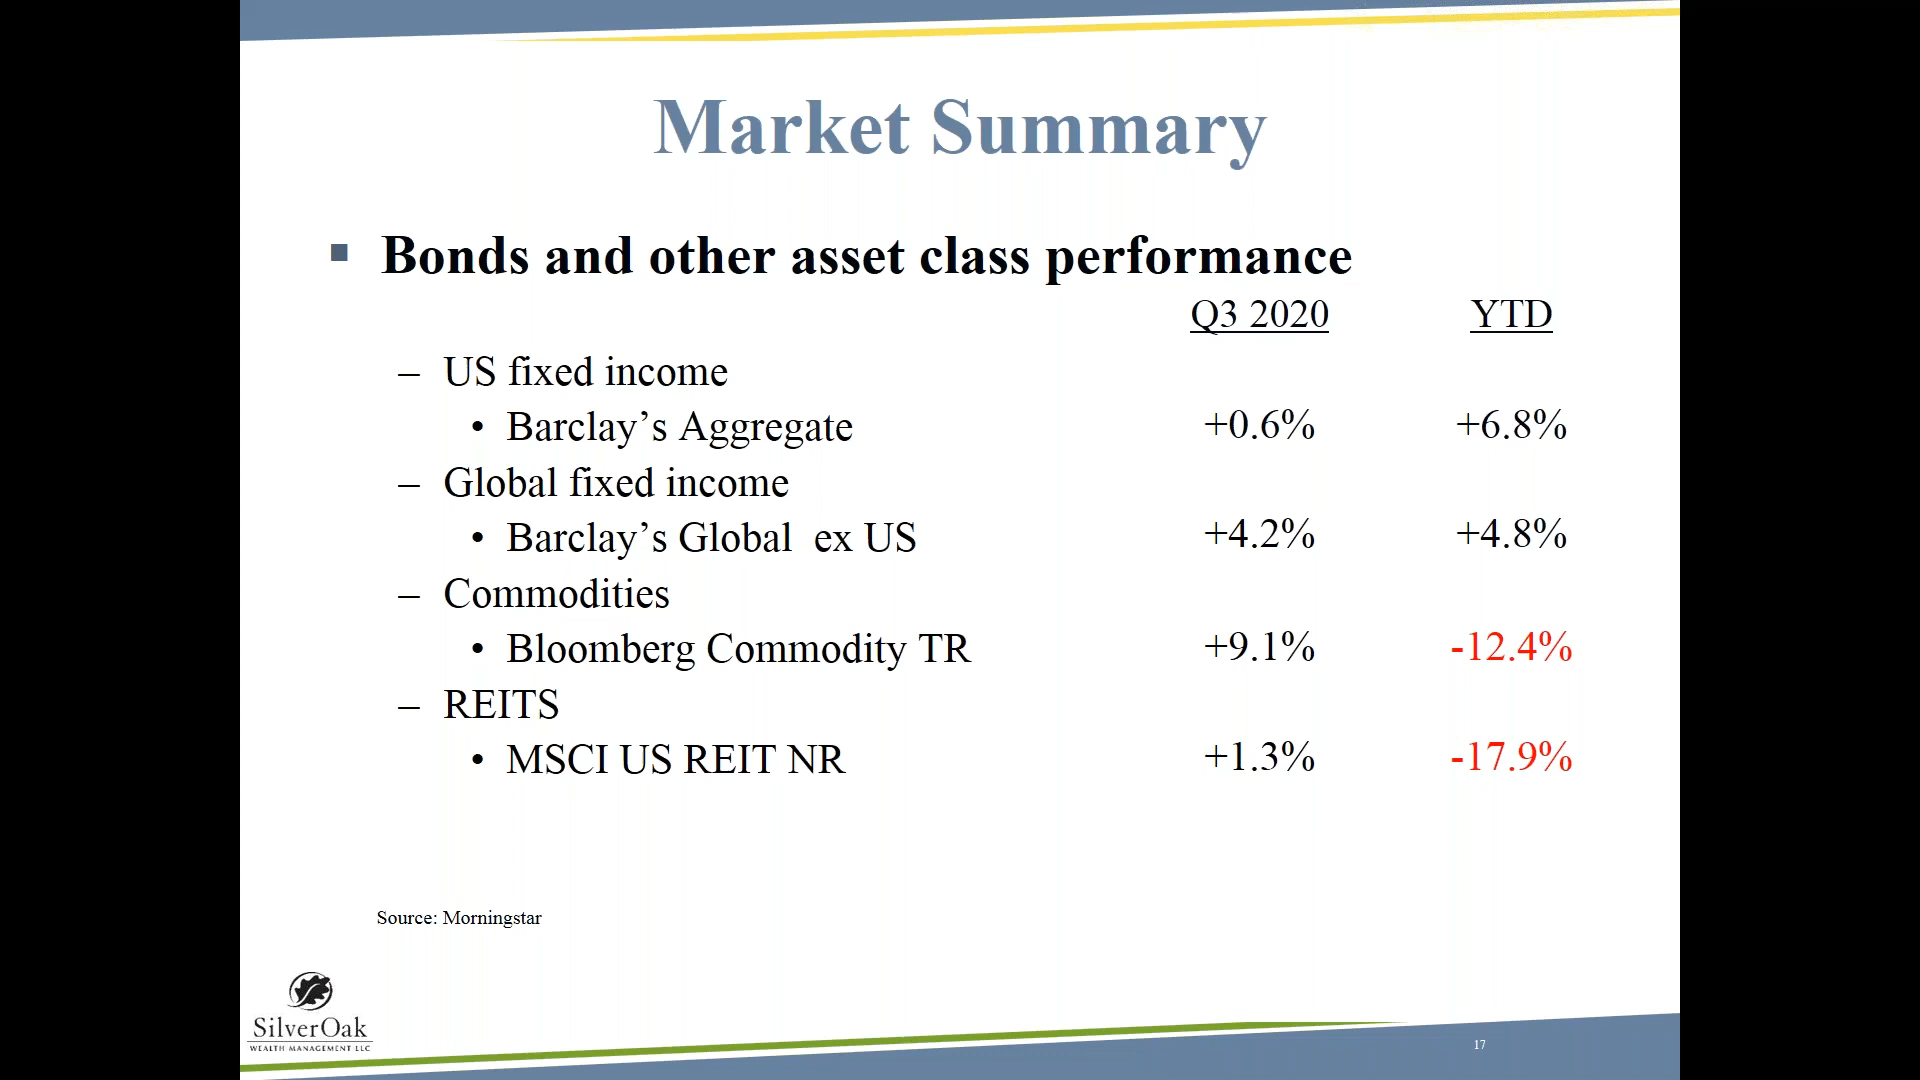 Market Summary
▪ Bonds and other asset class performance
Q3 2020 YTD
– US fixed income
• Barclay’s Aggregate +0.6% +6.8%
– Global fixed income
• Barclay’s Global  ex US +4.2% +4.8%
– Commodities
• Bloomberg Commodity TR +9.1% -12.4%
– REITS
• MSCI US REIT NR +1.3% -17.9%
Source: Morningstar
SilverOak
WEALTH MANAGEMENT LLC
17